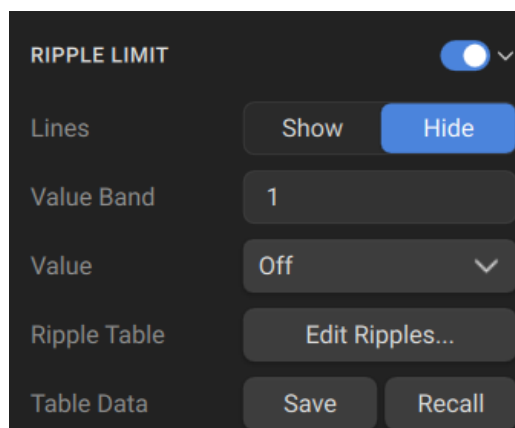 RIPPLE LIMIT
Lines Show Hide
Value Band 1
Value Off
Ripple Table Edit Ripples...
Table Data Save Recall